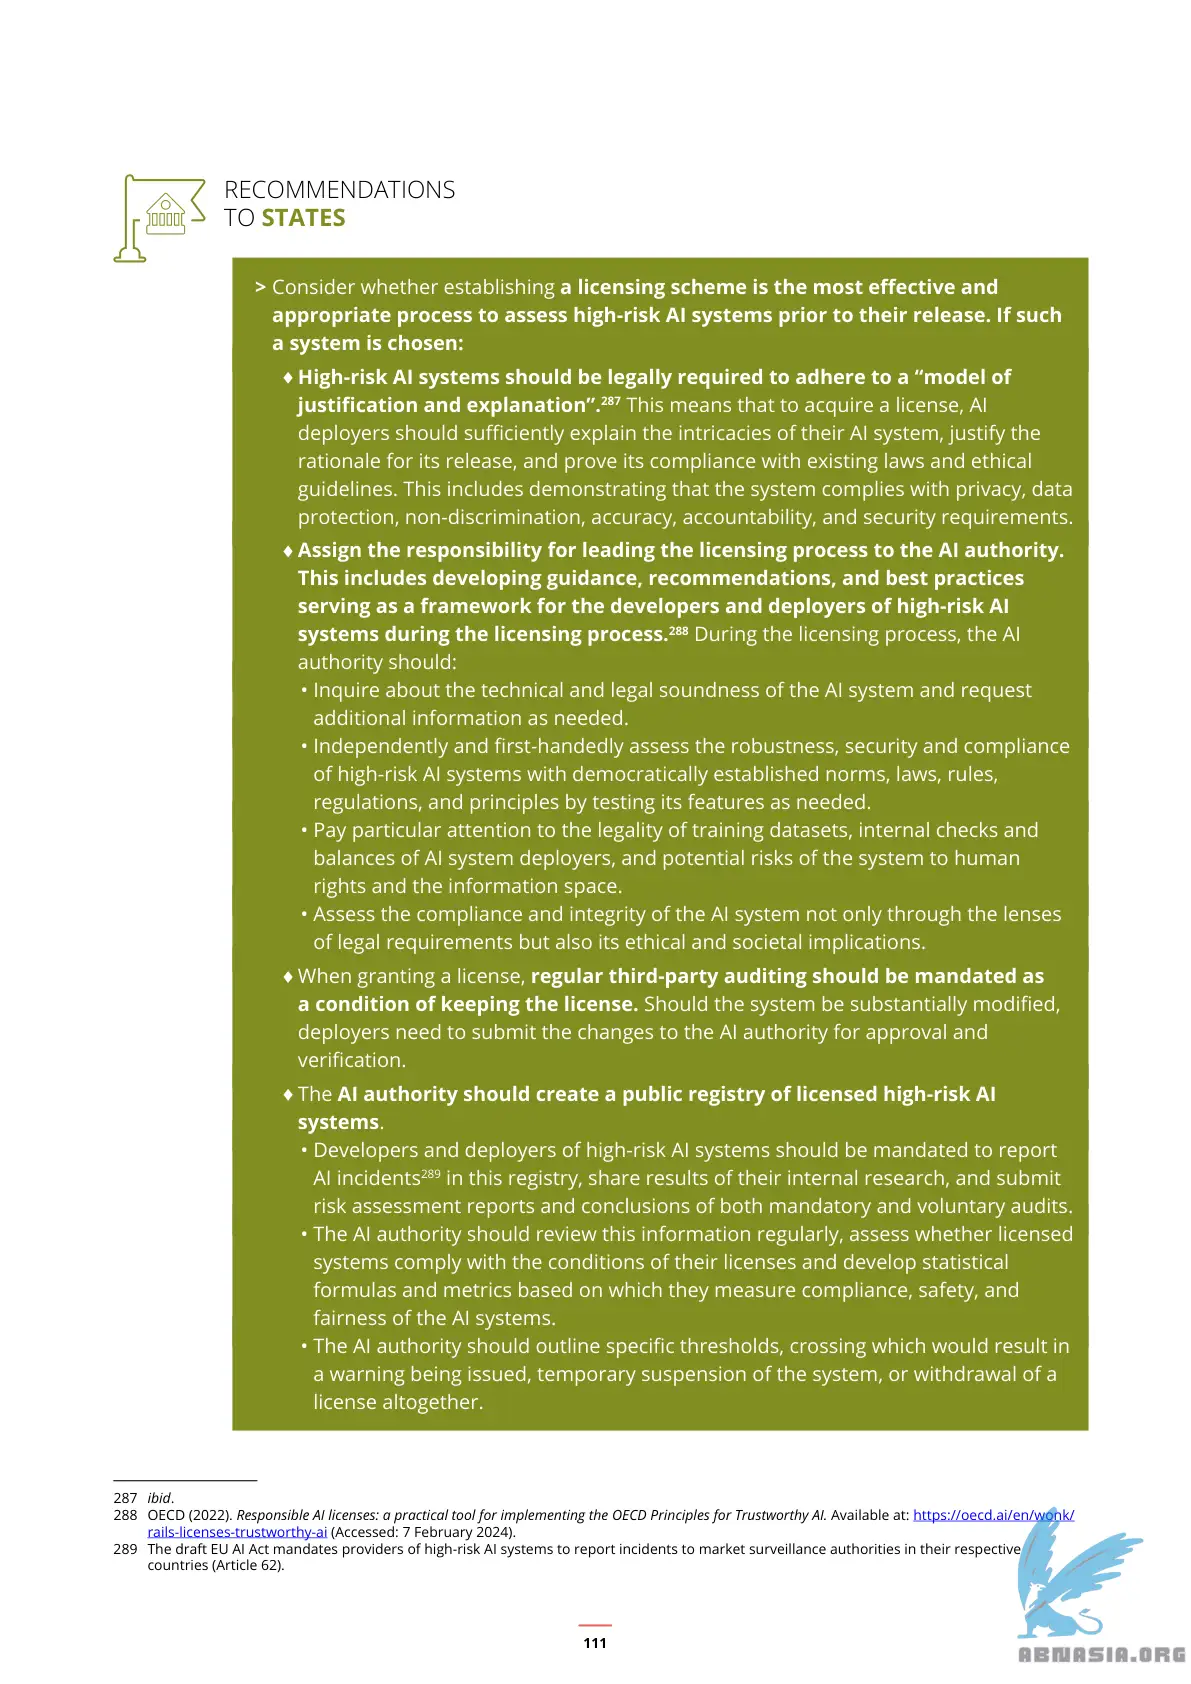 RECOMMENDATIONS
TO STATES
> Consider whether establishing a licensing scheme is the most effective and
appropriate process to assess high-risk AI systems prior to their release. If such
a system is chosen:
♦ High-risk AI systems should be legally required to adhere to a “model of
justification and explanation”.287 This means that to acquire a license, AI
deployers should sufficiently explain the intricacies of their AI system, justify the
rationale for its release, and prove its compliance with existing laws and ethical
guidelines. This includes demonstrating that the system complies with privacy, data
protection, non-discrimination, accuracy, accountability, and security requirements.
♦ Assign the responsibility for leading the licensing process to the AI authority.
This includes developing guidance, recommendations, and best practices
serving as a framework for the developers and deployers of high-risk AI
systems during the licensing process.288 During the licensing process, the AI
authority should:
• Inquire about the technical and legal soundness of the AI system and request
additional information as needed.
• Independently and first-handedly assess the robustness, security and compliance
of high-risk AI systems with democratically established norms, laws, rules,
regulations, and principles by testing its features as needed.
• Pay particular attention to the legality of training datasets, internal checks and
balances of AI system deployers, and potential risks of the system to human
rights and the information space.
• Assess the compliance and integrity of the AI system not only through the lenses
of legal requirements but also its ethical and societal implications.
♦ When granting a license, regular third-party auditing should be mandated as
a condition of keeping the license. Should the system be substantially modified,
deployers need to submit the changes to the AI authority for approval and
verification.
♦ The AI authority should create a public registry of licensed high-risk AI
systems.
• Developers and deployers of high-risk AI systems should be mandated to report
AI incidents289 in this registry, share results of their internal research, and submit
risk assessment reports and conclusions of both mandatory and voluntary audits.
• The AI authority should review this information regularly, assess whether licensed
systems comply with the conditions of their licenses and develop statistical
formulas and metrics based on which they measure compliance, safety, and
fairness of the AI systems.
• The AI authority should outline specific thresholds, crossing which would result in
a warning being issued, temporary suspension of the system, or withdrawal of a
license altogether.
287 ibid.
288 OECD (2022). Responsible AI licenses: a practical tool for implementing the OECD Principles for Trustworthy AI. Available at: https://oecd.ai/en/wonk/
rails-licenses-trustworthy-ai (Accessed: 7 February 2024).
289 The draft EU AI Act mandates providers of high-risk AI systems to report incidents to market surveillance authorities in their respective
countries (Article 62).
111
ABNASIA.ORG